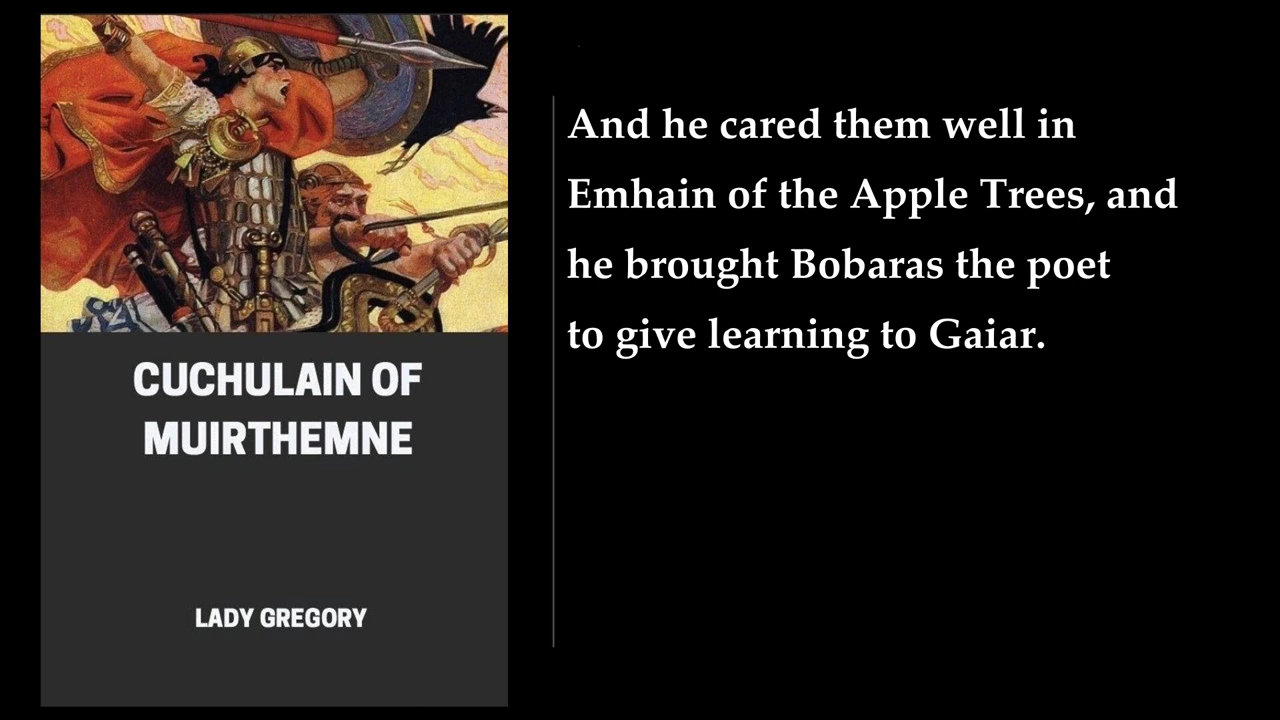 CUCHULAIN OF
MUIRTHEMNE
LADY GREGORY
And he cared them well in
Emhain of the Apple Trees, and
he brought Bobaras the poet
to give learning to Gaiar.